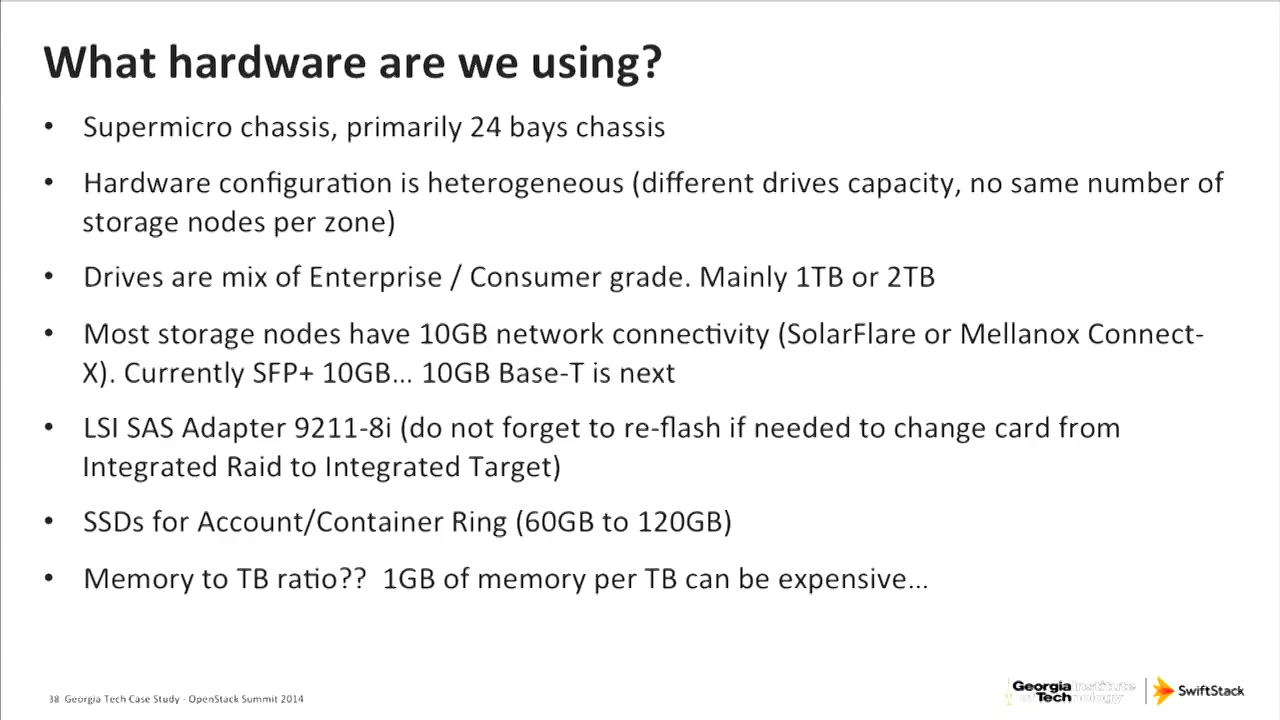 What hardware are we using?
• Supermicro chassis, primarily 24 bays chassis
• Hardware configuration is heterogeneous (different drives capacity, no same number of
storage nodes per zone)
• Drives are mix of Enterprise / Consumer grade. Mainly 1TB or 2TB
• Most storage nodes have 10GB network connectivity (SolarFlare or Mellanox Connect-
X). Currently SFP+ 10GB... 10GB Base-T is next
• LSI SAS Adapter 9211-8i (do not forget to re-flash if needed to change card from
Integrated Raid to Integrated Target)
• SSDs for Account/Container Ring (60GB to 120GB)
• Memory to TB ratio?? 1GB of memory per TB can be expensive...
38 Georgia Tech Case Study - OpenStack Summit 2014
Georgia Institute
of Technology
SwiftStack